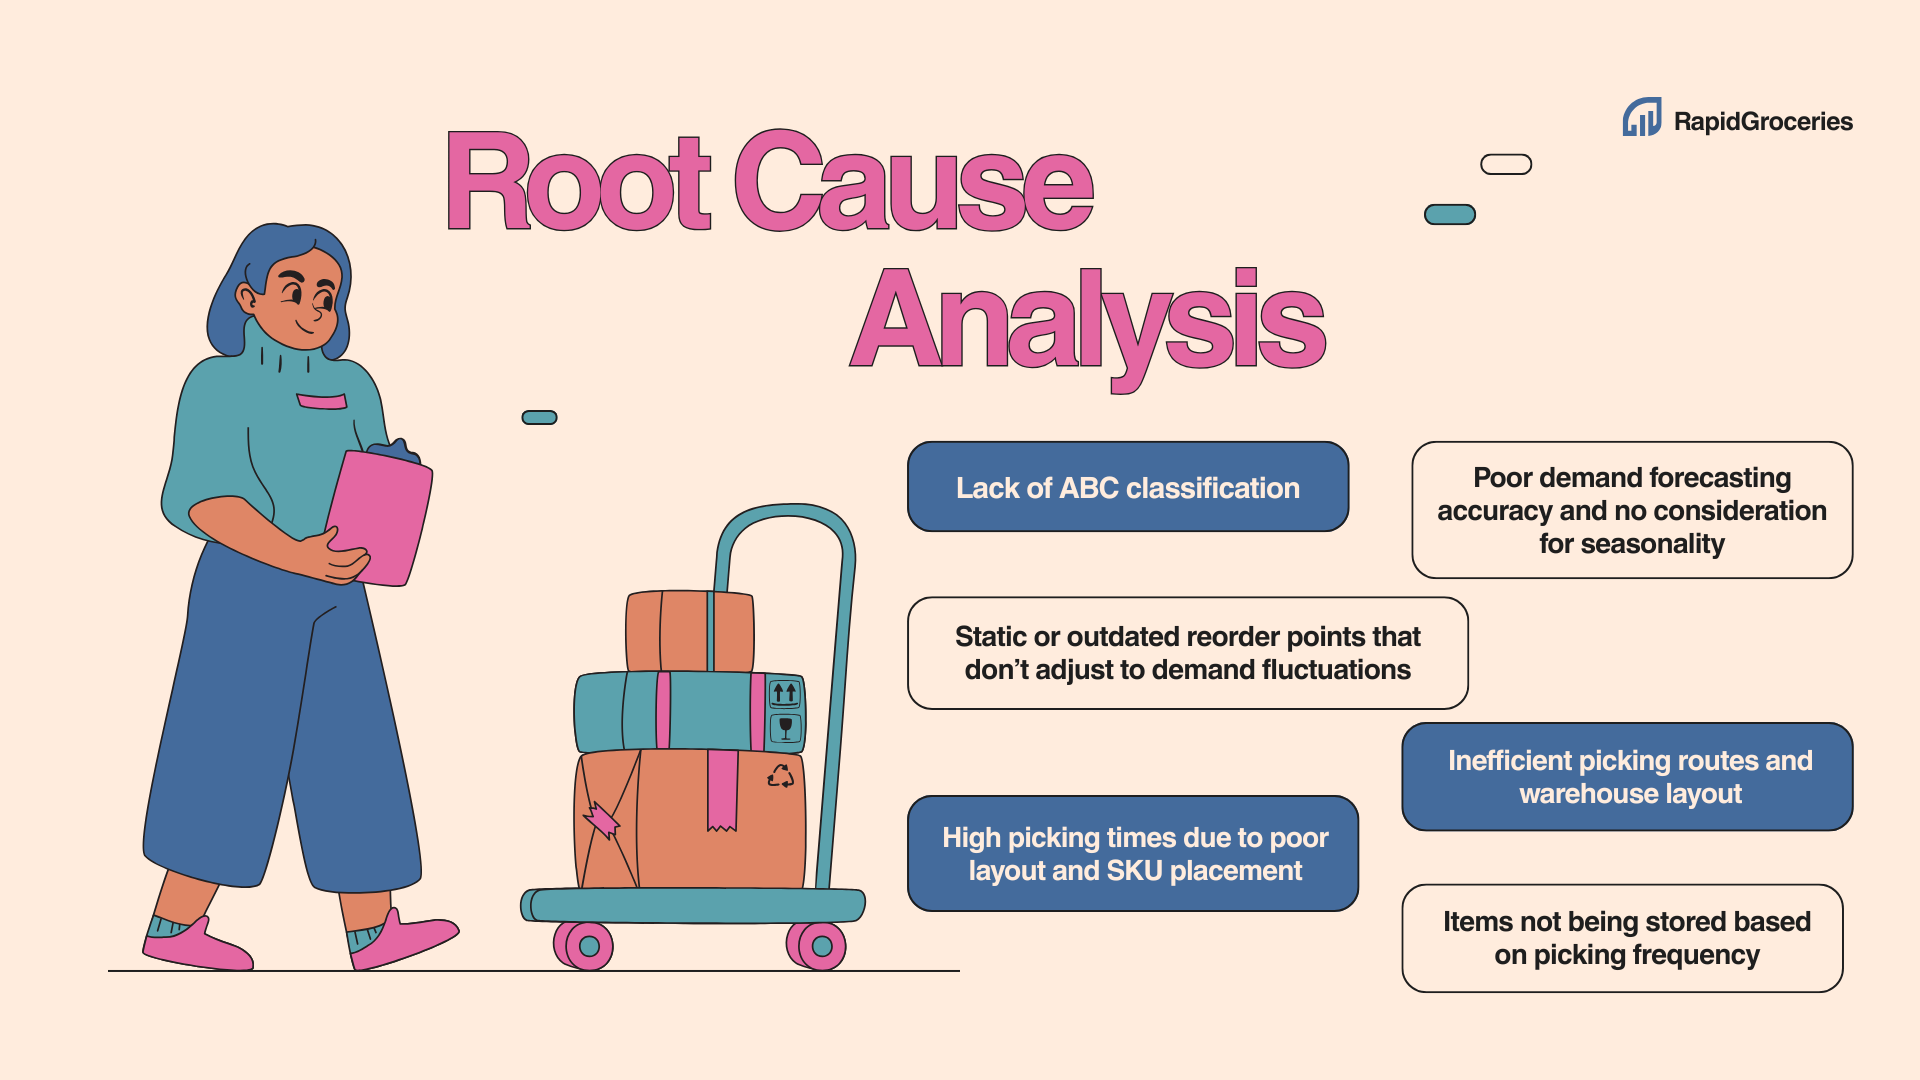 RapidGroceries
Root Cause
Analysis
Lack of ABC classification
Poor demand forecasting
accuracy and no consideration
for seasonality
Static or outdated reorder points that
don’t adjust to demand fluctuations
Inefficient picking routes and
warehouse layout
High picking times due to poor
layout and SKU placement
Items not being stored based
on picking frequency